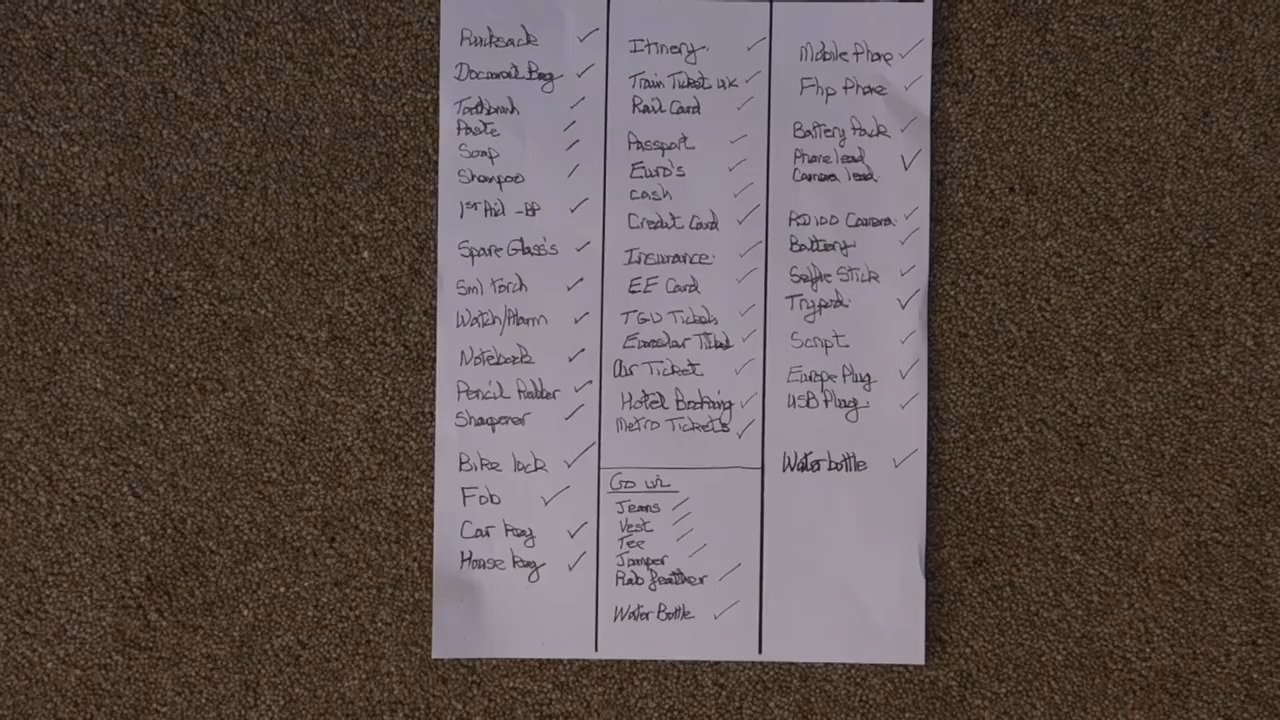 Rucksack
Document Bag
Toothbrush
Paste
Soap
Shampoo
1st Aid - BP
Spare Glass's
Sml torch
Watch/Alarm
Notebook
Pencil Rubber
Sharpener
Bike lock
Fob
Car Key
House Key
Itinery.
Train Ticket UK
Rail Card
Passport
Euro's
Cash
Credit Card
Insurance.
EE Card
TGV Tickets
Eurostar Ticket
Air Ticket
Hotel Booking
Metro Tickets
Go in
Jeans
Vest
Tee
Jumper
Rab feather
Water Bottle
Mobile Phone
Flip Phone
Battery Pack
Phone lead
Camera lead.
Camera.
Battery.
Selfie Stick
Trypod.
Script
Europe Plug
USB Plug.
Water bottle